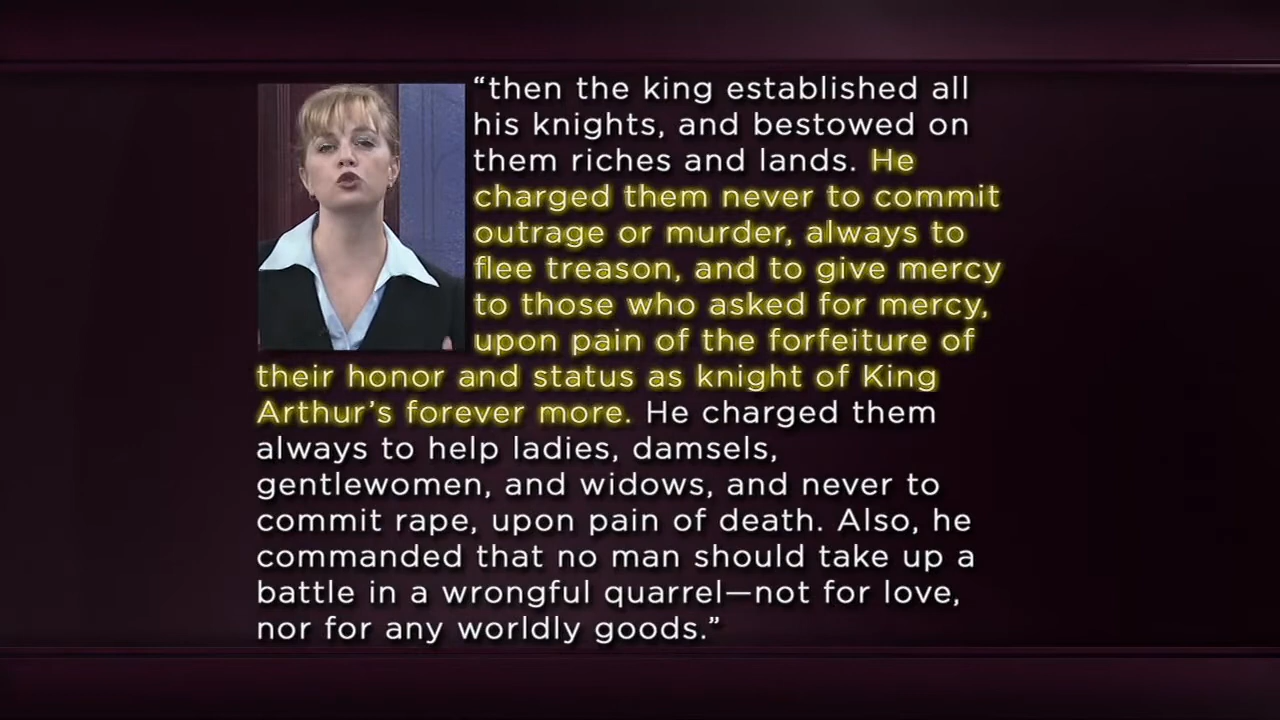 “then the king established all
his knights, and bestowed on
them riches and lands. He
charged them never to commit
outrage or murder, always to
flee treason, and to give mercy
to those who asked for mercy,
upon pain of the forfeiture of
their honor and status as knight of King
Arthur’s forever more. He charged them
always to help ladies, damsels,
gentlewomen, and widows, and never to
commit rape, upon pain of death. Also, he
commanded that no man should take up a
battle in a wrongful quarrel—not for love,
nor for any worldly goods.”